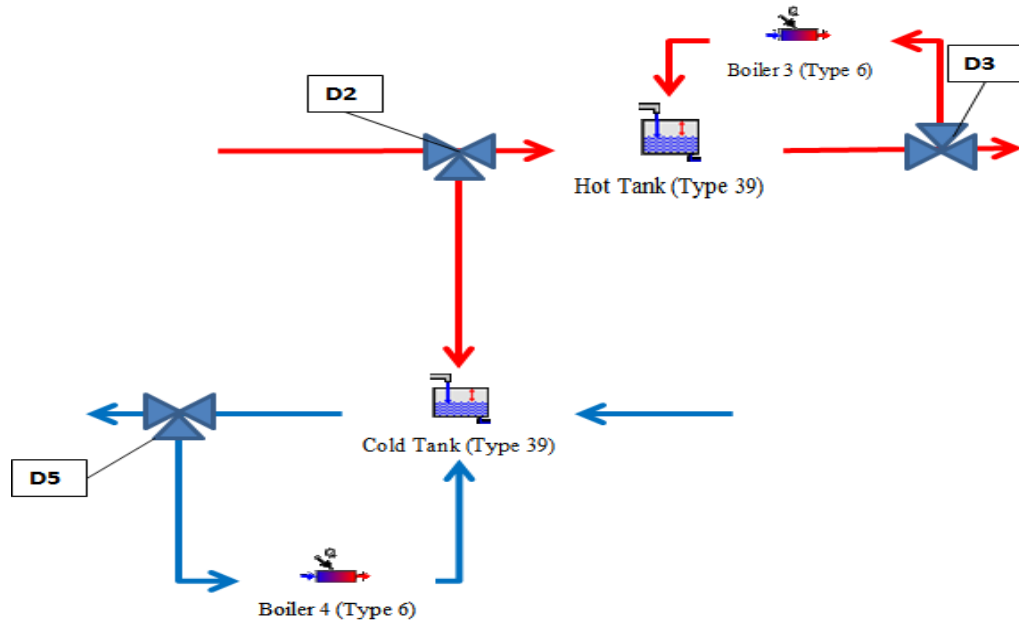 D2
Boiler 3 (Type 6)
D3
Hot Tank (Type 39)
Cold Tank (Type 39)
D5
Boiler 4 (Type 6)